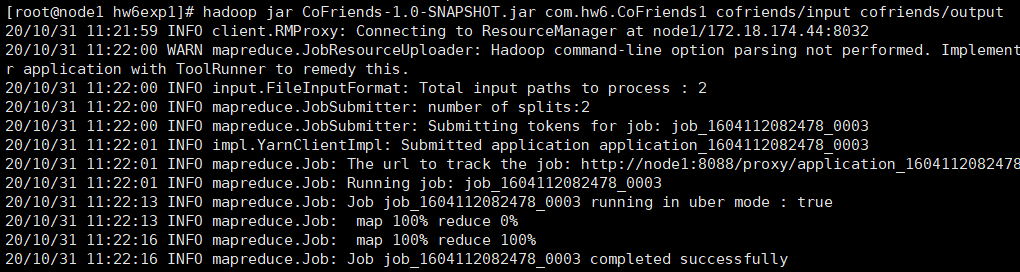 [root@node1 hw6exp1]# hadoop jar CoFriends-1.0-SNAPSHOT.jar com.hw6.CoFriends1 cofriends/input cofriends/output
20/10/31 11:21:59 INFO client.RMProxy: Connecting to ResourceManager at node1/172.18.174.44:8032
20/10/31 11:22:00 WARN mapreduce.JobResourceUploader: Hadoop command-line option parsing not performed. Implement
r application with ToolRunner to remedy this.
20/10/31 11:22:00 INFO input.FileInputFormat: Total input paths to process : 2
20/10/31 11:22:00 INFO mapreduce.JobSubmitter: number of splits:2
20/10/31 11:22:00 INFO mapreduce.JobSubmitter: Submitting tokens for job: job_1604112082478_0003
20/10/31 11:22:01 INFO impl.YarnClientImpl: Submitted application application_1604112082478_0003
20/10/31 11:22:01 INFO mapreduce.Job: The url to track the job: http://node1:8088/proxy/application_1604112082478
20/10/31 11:22:01 INFO mapreduce.Job: Running job: job_1604112082478_0003
20/10/31 11:22:13 INFO mapreduce.Job: Job job_1604112082478_0003 running in uber mode : true
20/10/31 11:22:13 INFO mapreduce.Job:  map 100% reduce 0%
20/10/31 11:22:16 INFO mapreduce.Job:  map 100% reduce 100%
20/10/31 11:22:16 INFO mapreduce.Job: Job job_1604112082478_0003 completed successfully